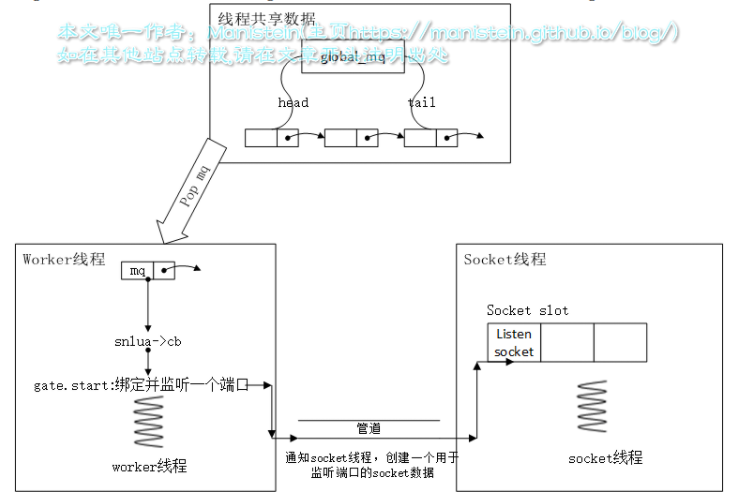 线程共享数据
本文唯一作者：Manistein(主页https://manistein.github.io/blog/)
如在其他站点转载,请在文章页首注明出处
global_mq
head
tail
Pop mq
Worker线程
mq
snlua->cb
gate.start:绑定并监听一个端口
worker线程
管道
通知socket线程，创建一个用于
监听端口的socket数据
Socket线程
Socket slot
Listen
socket
socket线程